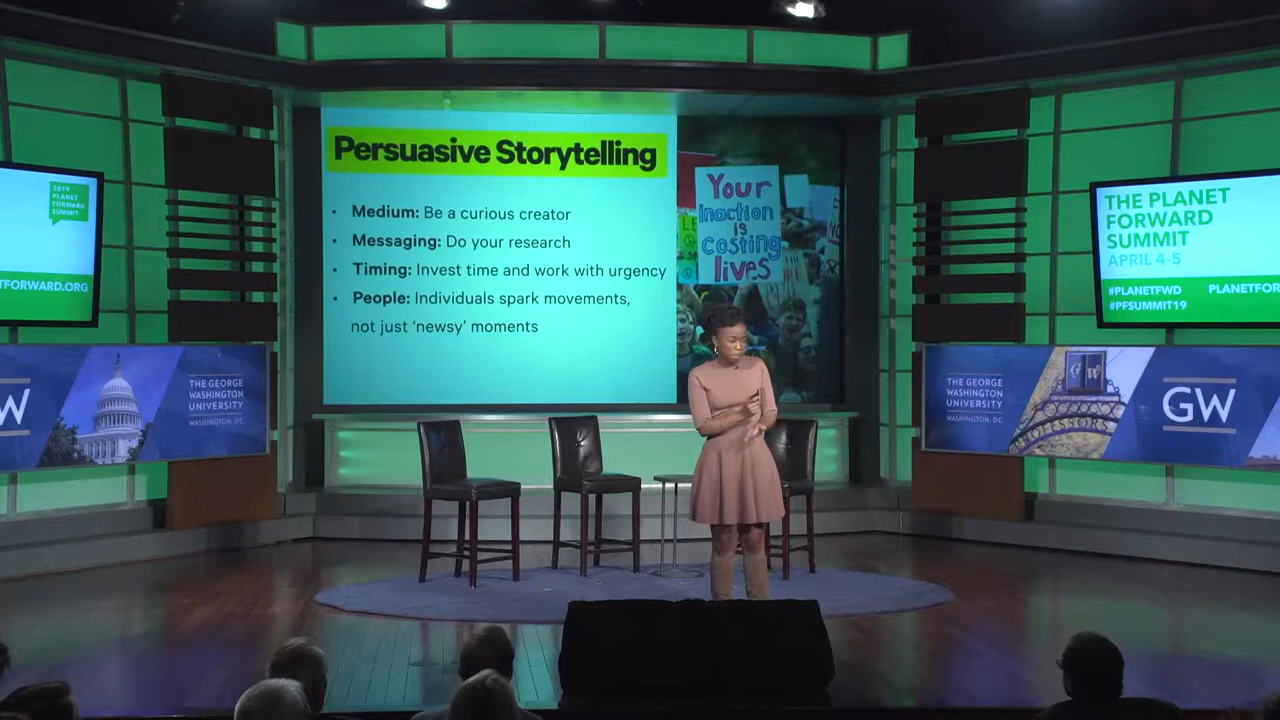 Persuasive Storytelling
• Medium: Be a curious creator
• Messaging: Do your research
• Timing: Invest time and work with urgency
• People: Individuals spark movements,
not just ‘newsy’ moments
Your
inaction
is
costing
lives
2019
PLANET
FORWARD
SUMMIT
TFORWARD.ORG
THE PLANET
FORWARD
SUMMIT
APRIL 4-5
#PLANETFWD PLANETFOR
#PFSUMMIT19
W
THE GEORGE
WASHINGTON
UNIVERSITY
WASHINGTON, DC
THE GEORGE
WASHINGTON
UNIVERSITY
WASHINGTON, DC
G W
PROFESSORS
GW